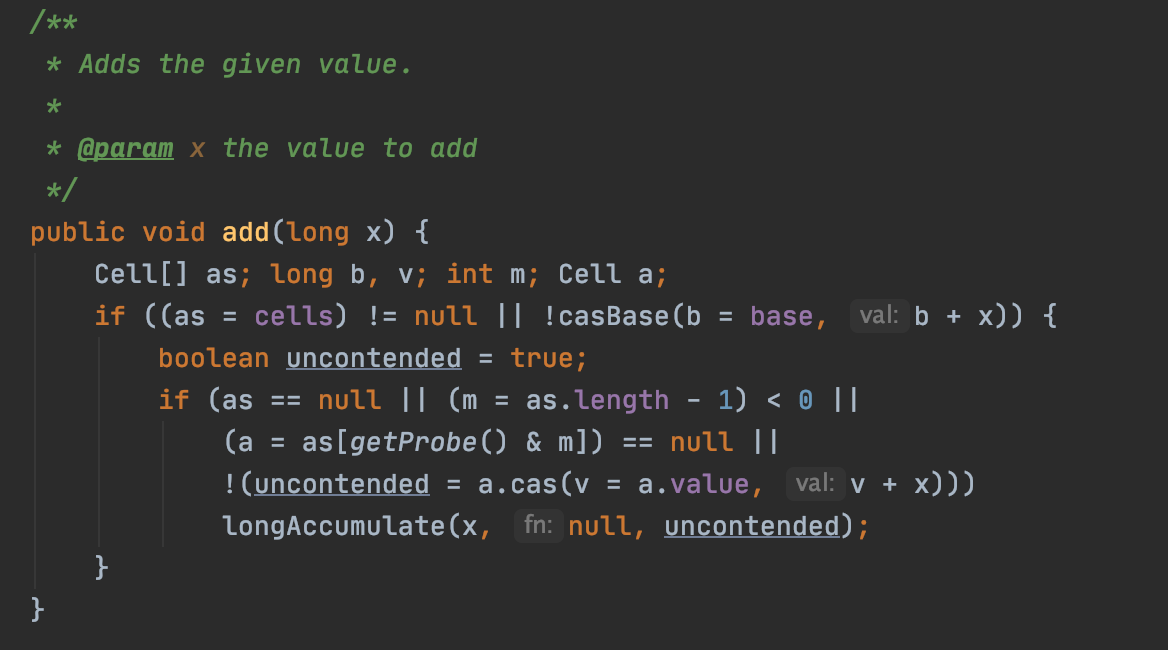 /**
 * Adds the given value.
 *
 * @param x the value to add
 */
public void add(long x) {
    Cell[] as; long b, v; int m; Cell a;
    if ((as = cells) != null || !casBase(b = base, val: b + x)) {
        boolean uncontended = true;
        if (as == null || (m = as.length - 1) < 0 ||
            (a = as[getProbe() & m]) == null ||
            !(uncontended = a.cas(v = a.value, val: v + x)))
            longAccumulate(x, fn: null, uncontended);
    }
}